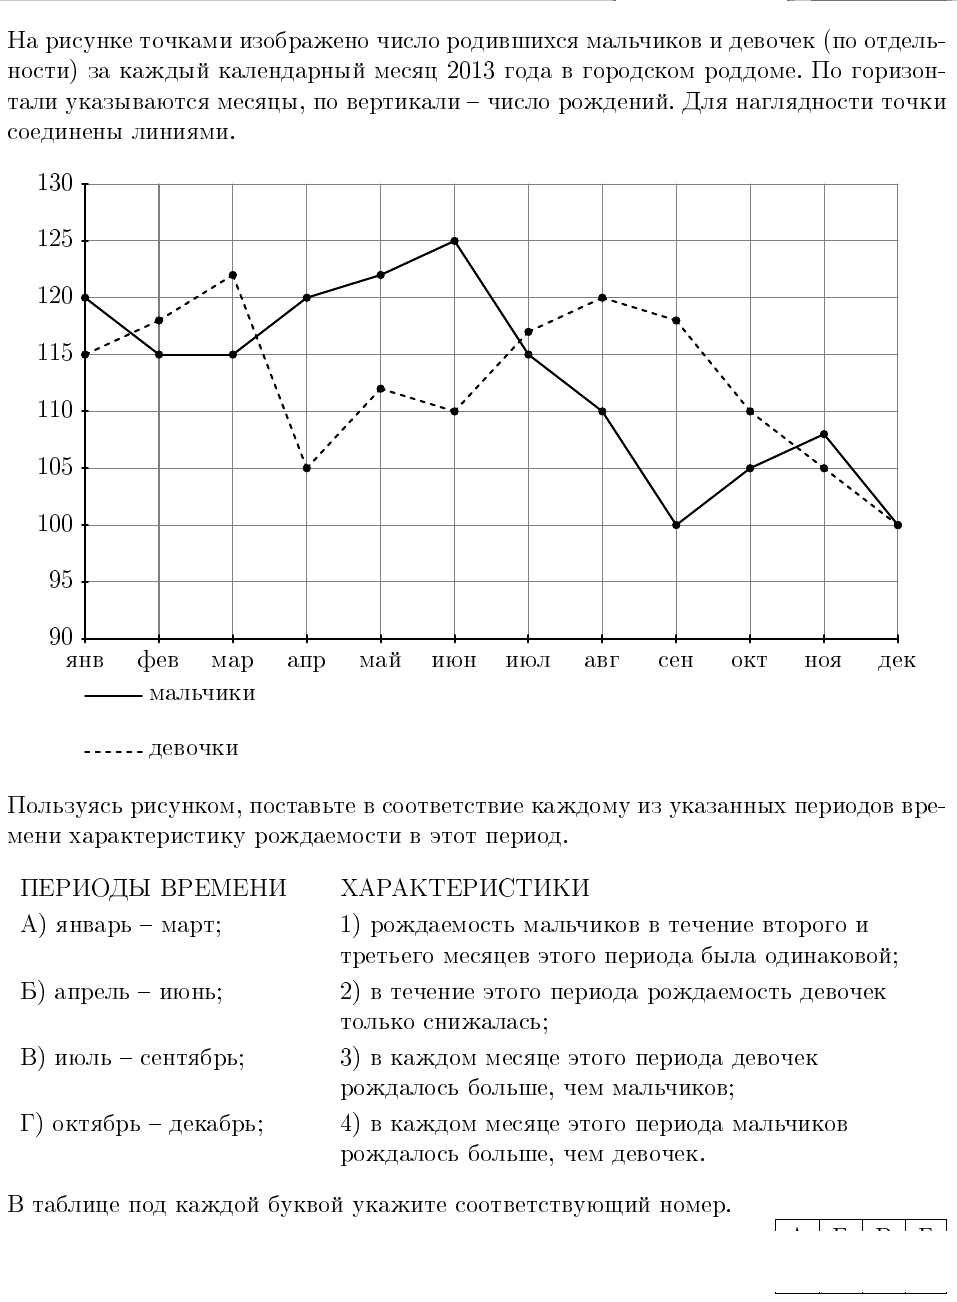 На рисунке точками изображено число родившихся мальчиков и девочек (по отдель-
ности) за каждый календарный месяц 2013 года в городском роддоме. По горизон-
тали указываются месяцы, по вертикали – число рождений. Для наглядности точки
соединены линиями.
130
125
120
115
110
105
100
95
90
янв фев мар апр май июн июл авг сен окт ноя дек
мальчики
девочки
Пользуясь рисунком, поставьте в соответствие каждому из указанных периодов вре-
мени характеристику рождаемости в этот период.
ПЕРИОДЫ ВРЕМЕНИ ХАРАКТЕРИСТИКИ
А) январь – март; 1) рождаемость мальчиков в течение второго и
третьего месяцев этого периода была одинаковой;
Б) апрель – июнь; 2) в течение этого периода рождаемость девочек
только снижалась;
В) июль – сентябрь; 3) в каждом месяце этого периода девочек
рождалось больше, чем мальчиков;
Г) октябрь – декабрь; 4) в каждом месяце этого периода мальчиков
рождалось больше, чем девочек.
В таблице под каждой буквой укажите соответствующий номер.